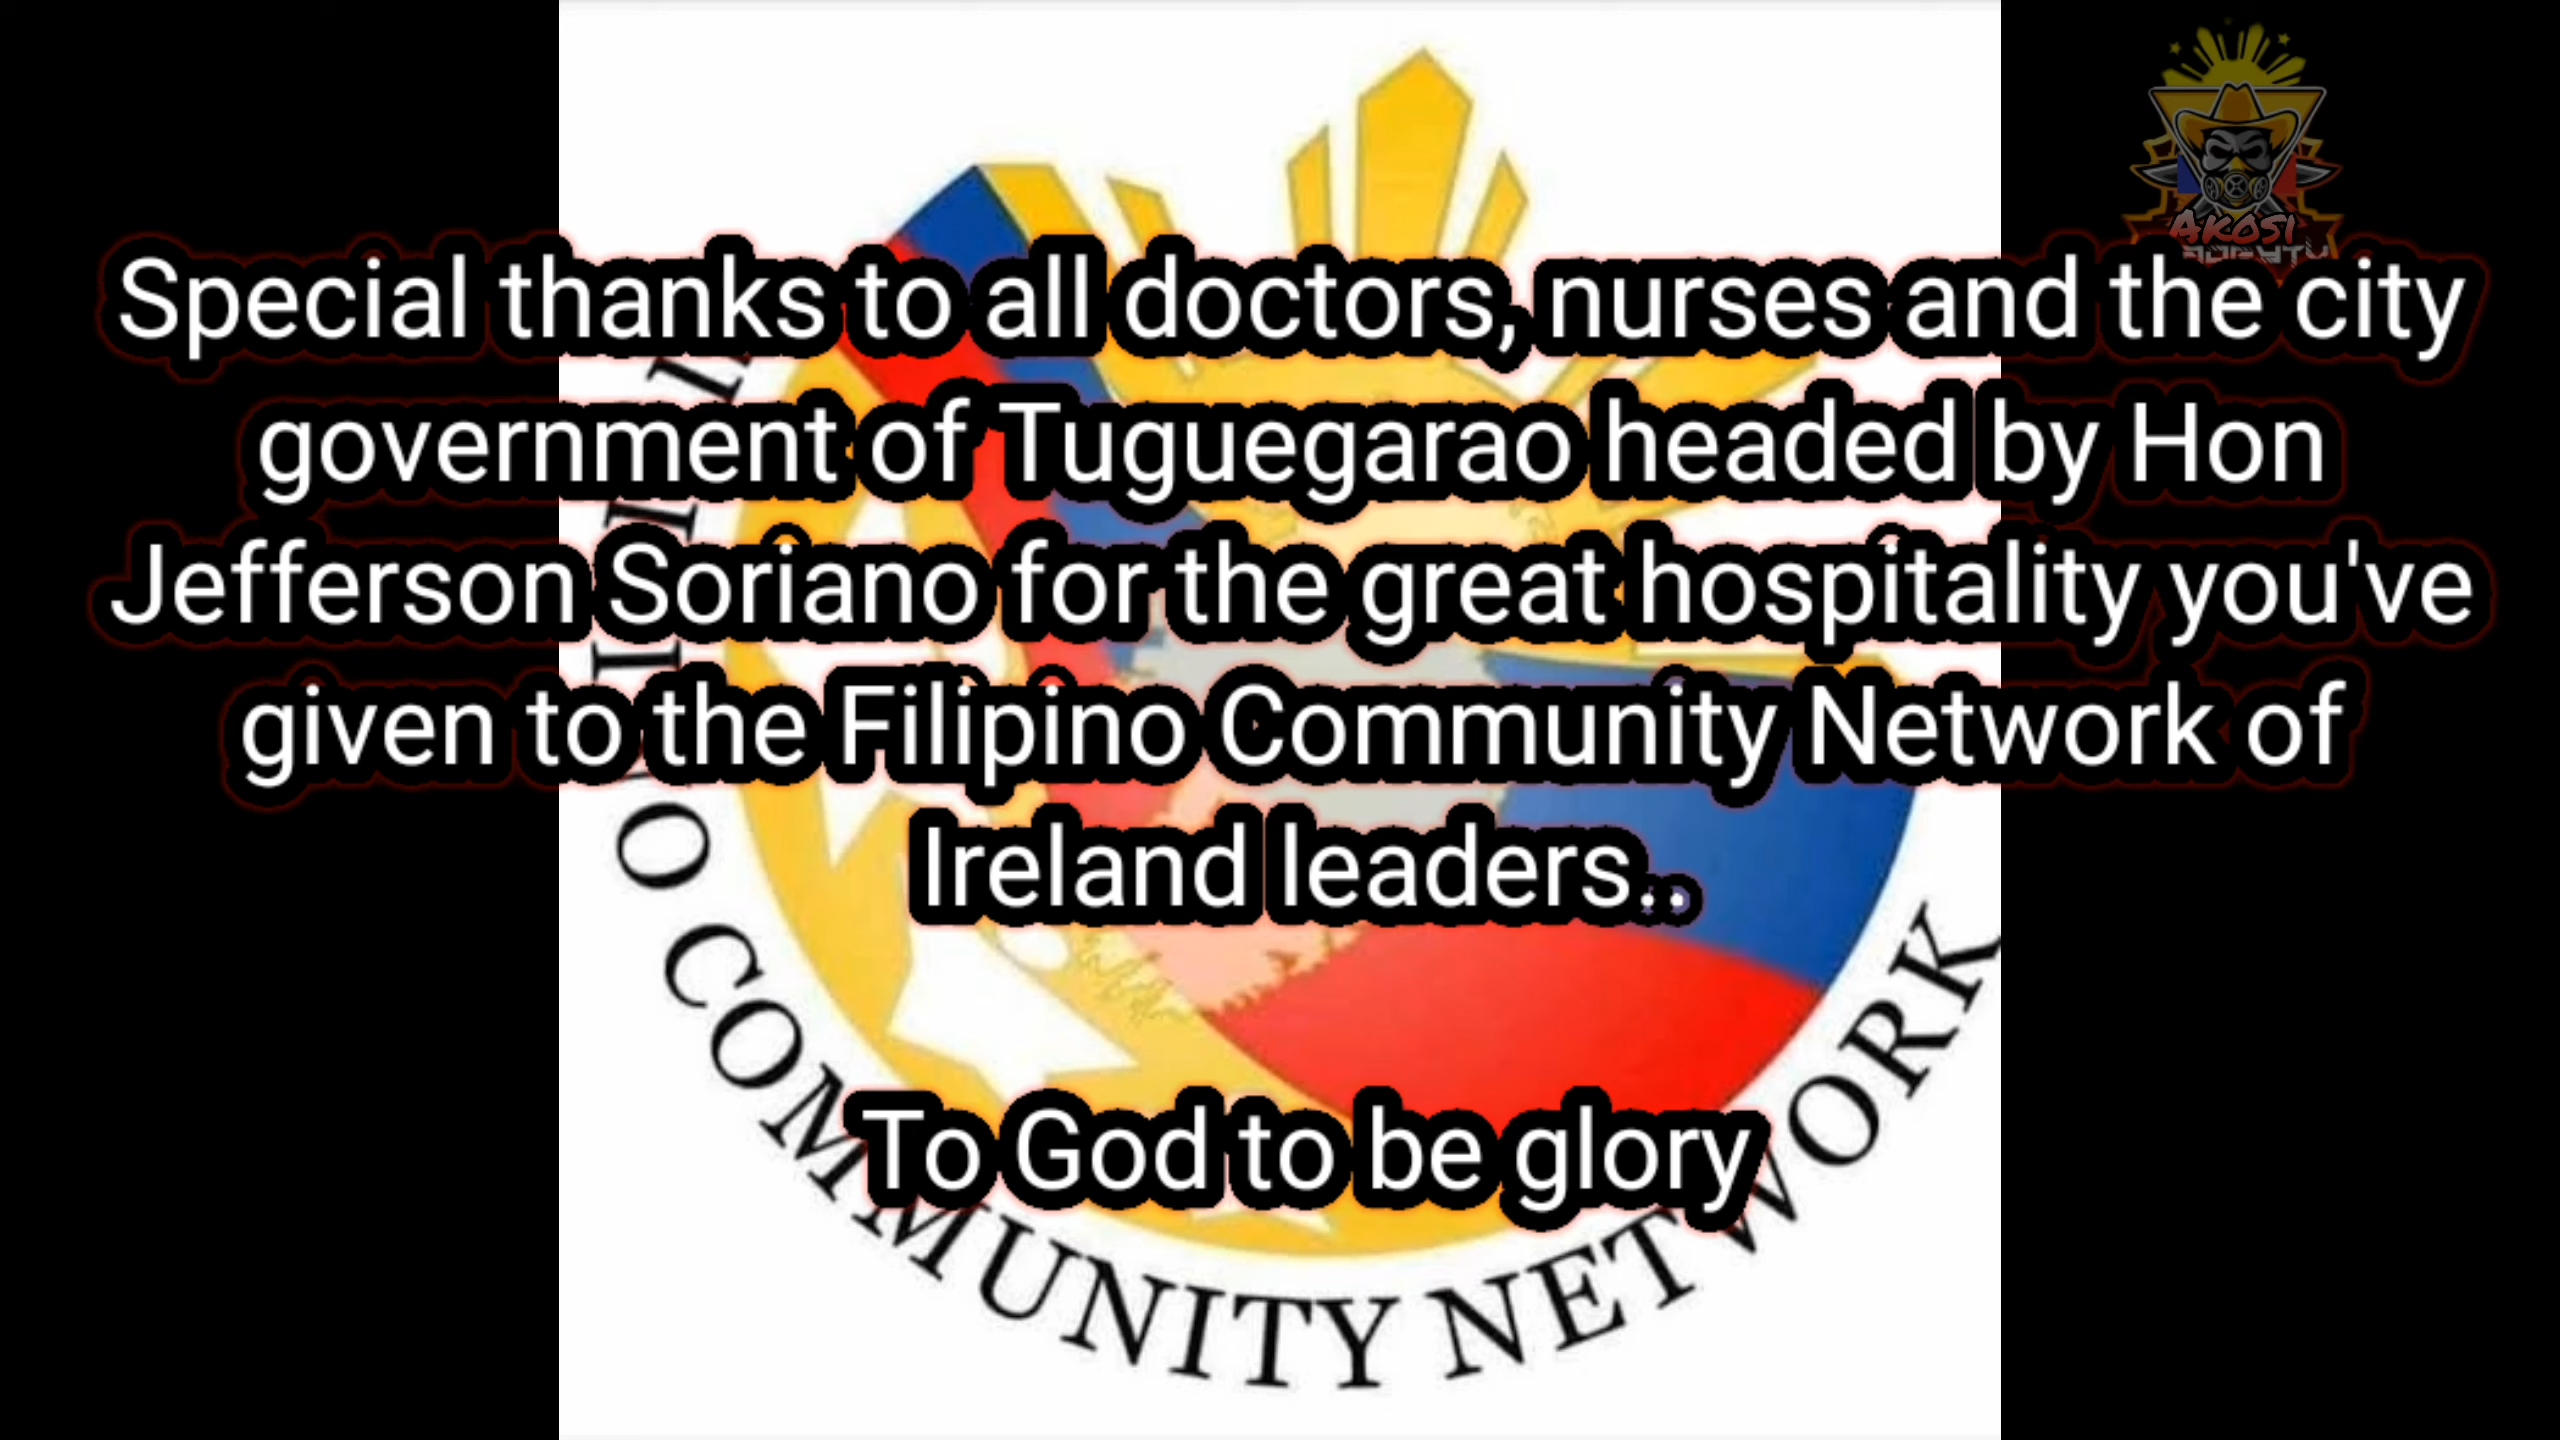 AKOSI
Special thanks to all doctors, nurses and the city
government of Tuguegarao headed by Hon
Jefferson Soriano for the great hospitality you've
given to the Filipino Community Network of
Ireland leaders..
To God to be glory
COMMUNITY NETWORK